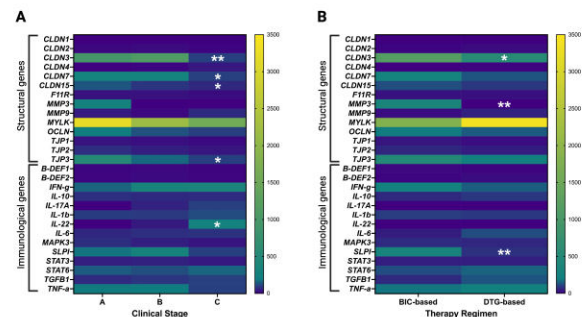 A
Structural genes
CLDN1
CLDN2
CLDN3
CLDN4
CLDN7
CLDN15
F11R
MMP3
MMP9
MYLK
OCLN
TJP1
TJP2
TJP3
Immunological genes
B-DEF1
B-DEF2
IFN-g
IL-10
IL-17A
IL-1b
IL-22
IL-6
MAPK3
SLPI
STAT3
STAT6
TGFB1
TNF-a
**
*
*
*
*
A B C
Clinical Stage
3500
3000
2500
2000
1500
1000
500
0
B
Structural genes
CLDN1
CLDN2
CLDN3
CLDN4
CLDN7
CLDN15
F11R
MMP3
MMP9
MYLK
OCLN
TJP1
TJP2
TJP3
Immunological genes
B-DEF1
B-DEF2
IFN-g
IL-10
IL-17A
IL-1b
IL-22
IL-6
MAPK3
SLPI
STAT3
STAT6
TGFB1
TNF-a
*
**
**
BIC-based DTG-based
Therapy Regimen
3500
3000
2500
2000
1500
1000
500
0